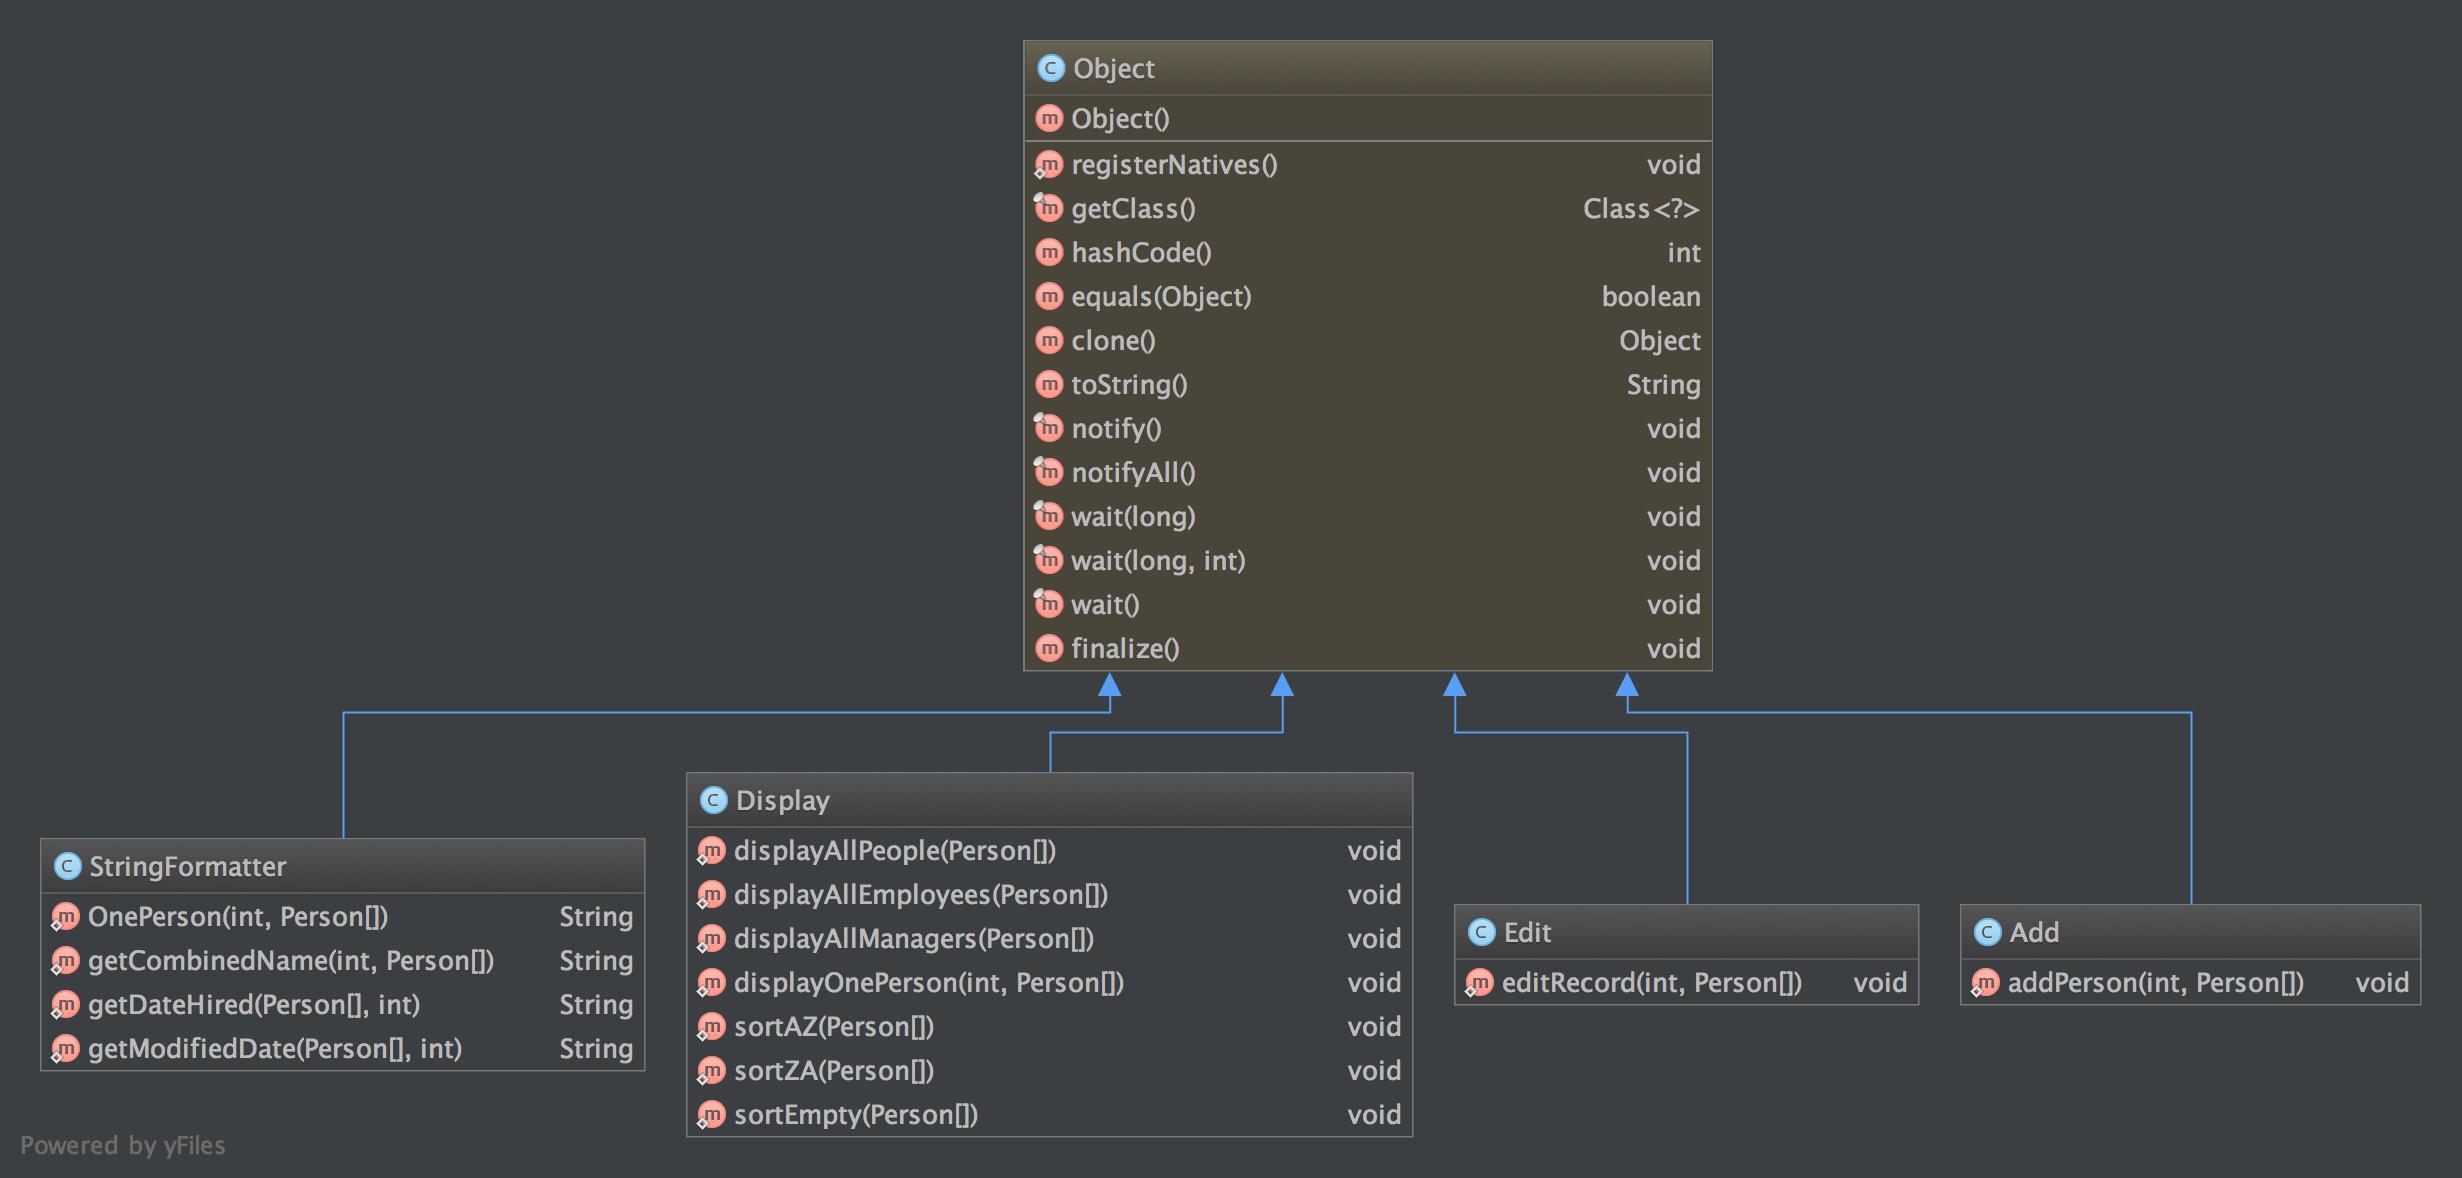 C Object
m Object()
m registerNatives() void
m getClass() Class<?>
m hashCode() int
m equals(Object) boolean
m clone() Object
m toString() String
m notify() void
m notifyAll() void
m wait(long) void
m wait(long, int) void
m wait() void
m finalize() void
C StringFormatter
m OnePerson(int, Person[]) String
m getCombinedName(int, Person[]) String
m getDateHired(Person[], int) String
m getModifiedDate(Person[], int) String
C Display
m displayAllPeople(Person[]) void
m displayAllEmployees(Person[]) void
m displayAllManagers(Person[]) void
m displayOnePerson(int, Person[]) void
m sortAZ(Person[]) void
m sortZA(Person[]) void
m sortEmpty(Person[]) void
C Edit
m editRecord(int, Person[]) void
C Add
m addPerson(int, Person[]) void
Powered by yFiles